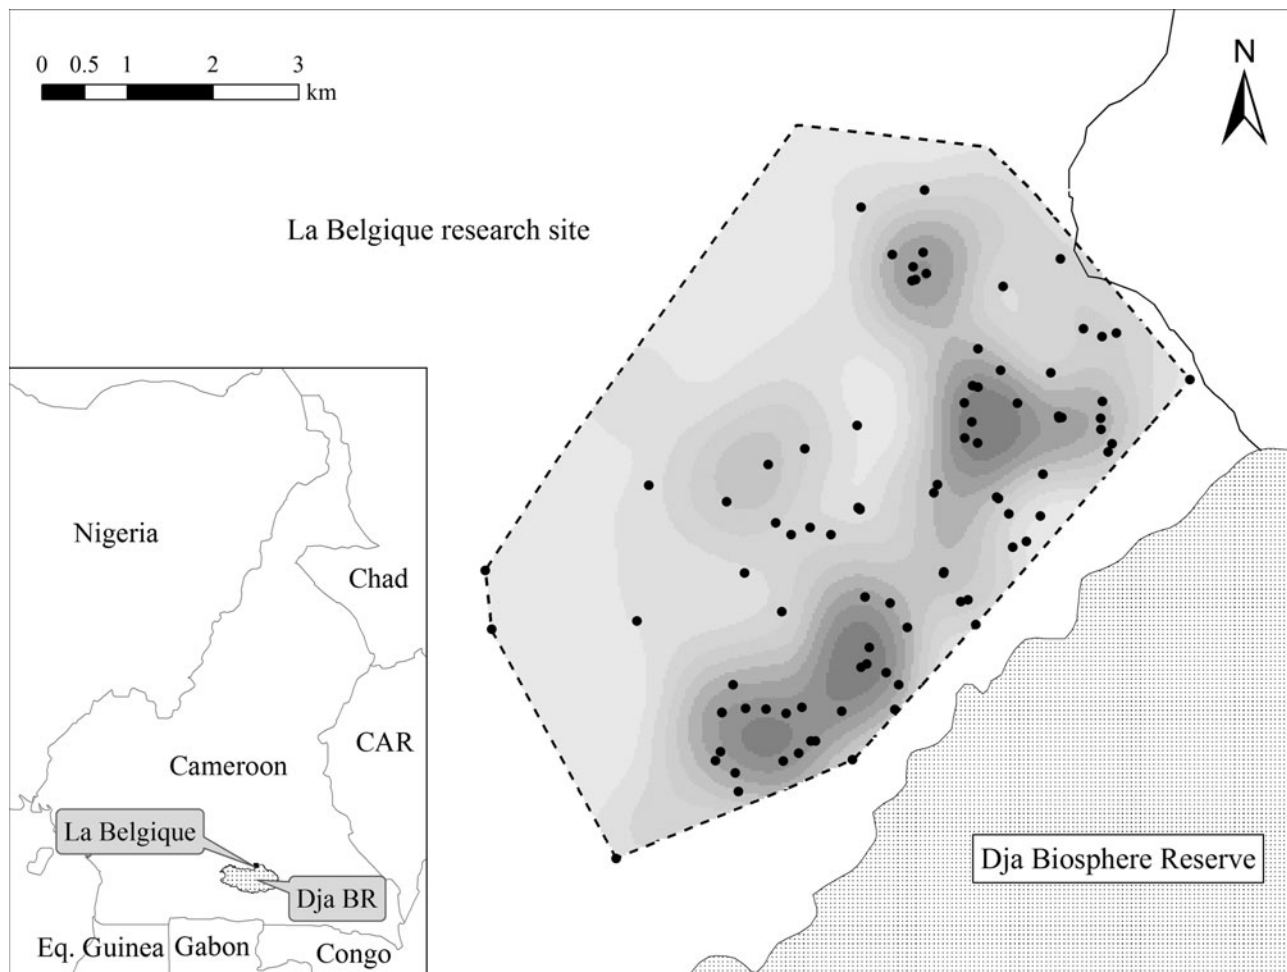 0 0.5 1 2 3
km
N
La Belgique research site
Nigeria
Chad
CAR
Cameroon
La Belgique
Dja BR
Eq. Guinea
Gabon
Congo
Dja Biosphere Reserve